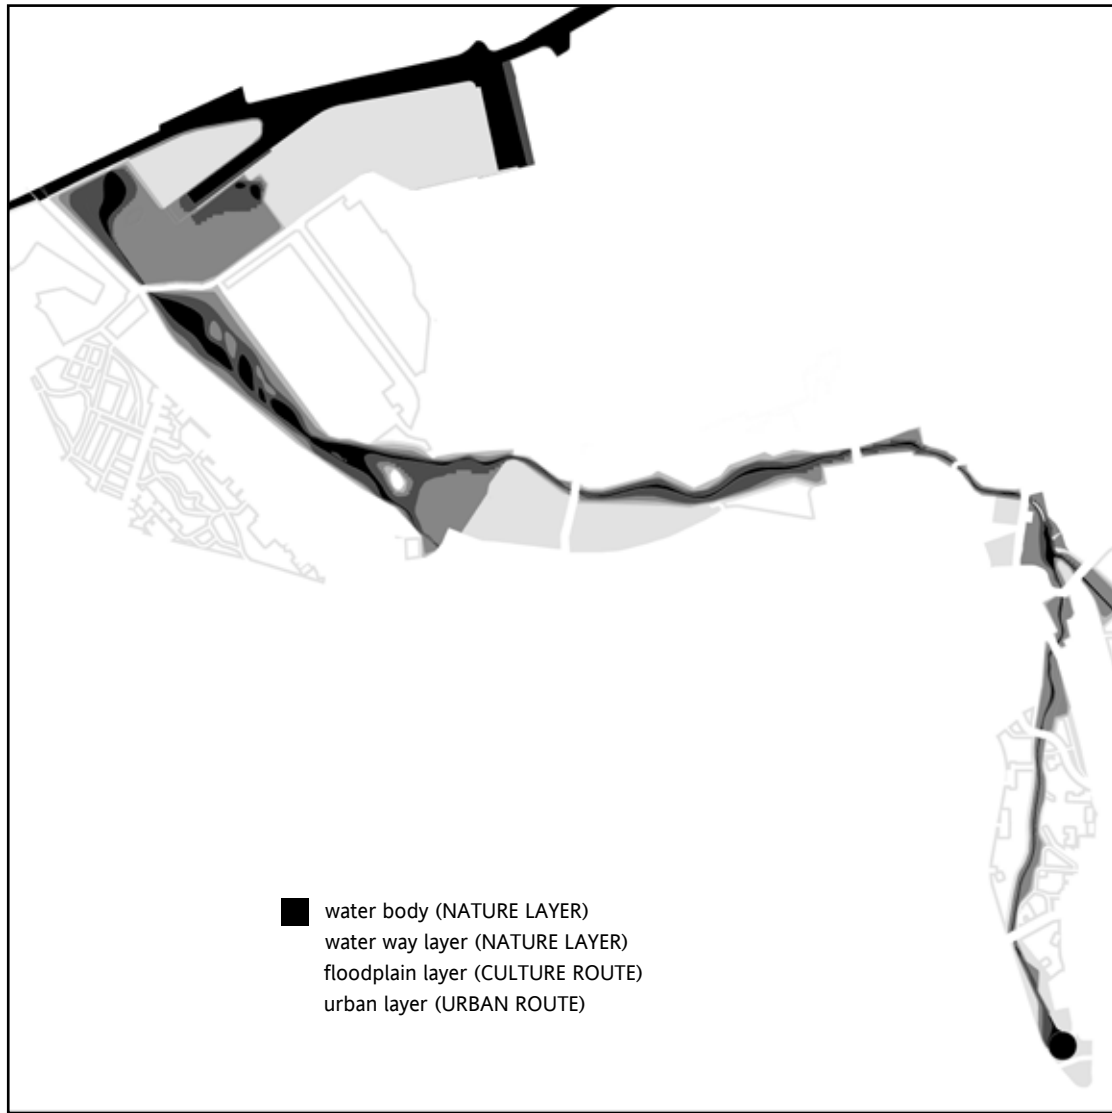 water body (NATURE LAYER)
water way layer (NATURE LAYER)
floodplain layer (CULTURE ROUTE)
urban layer (URBAN ROUTE)